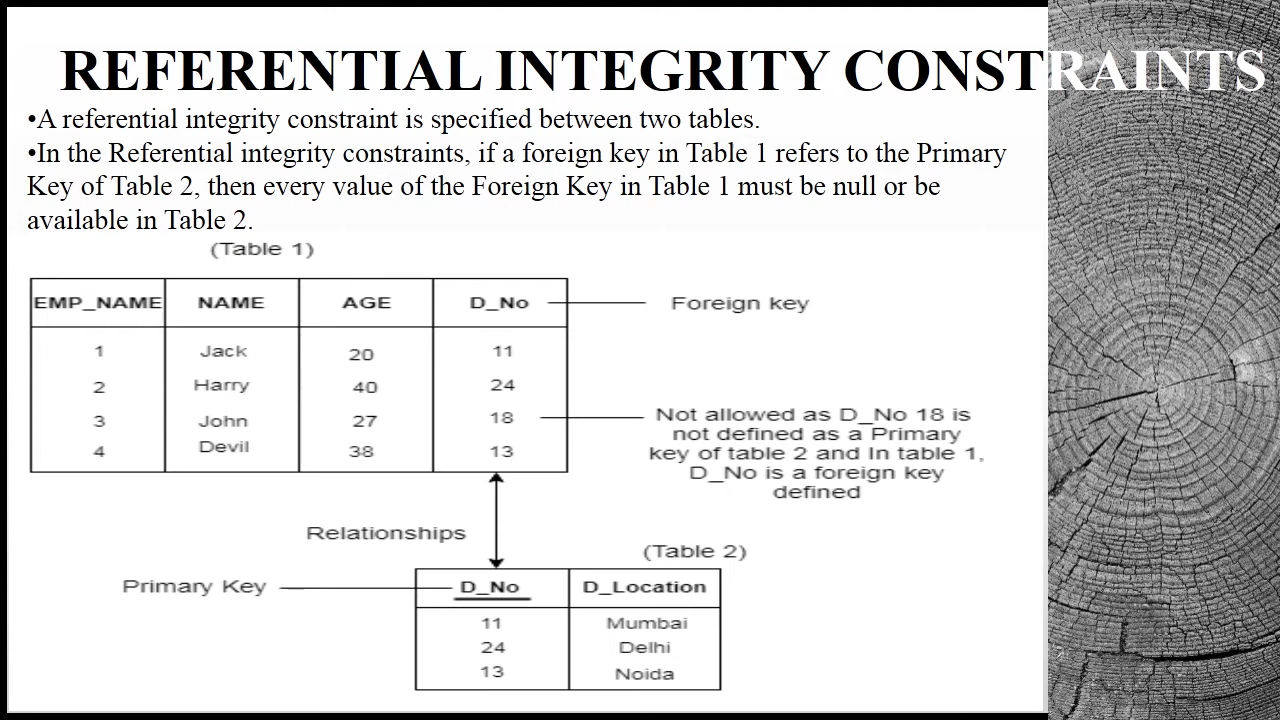 REFERENTIAL INTEGRITY CONSTRAINTS
•A referential integrity constraint is specified between two tables.
•In the Referential integrity constraints, if a foreign key in Table 1 refers to the Primary
Key of Table 2, then every value of the Foreign Key in Table 1 must be null or be
available in Table 2.
(Table 1)
EMP_NAME NAME AGE D_No Foreign key
1 Jack 20 11
2 Harry 40 24
3 John 27 18
4 Devil 38 13
Not allowed as D_No 18 is
not defined as a Primary
key of table 2 and In table 1,
D_No is a foreign key
defined
Relationships
(Table 2)
Primary Key D_No D_Location
11 Mumbai
24 Delhi
13 Noida